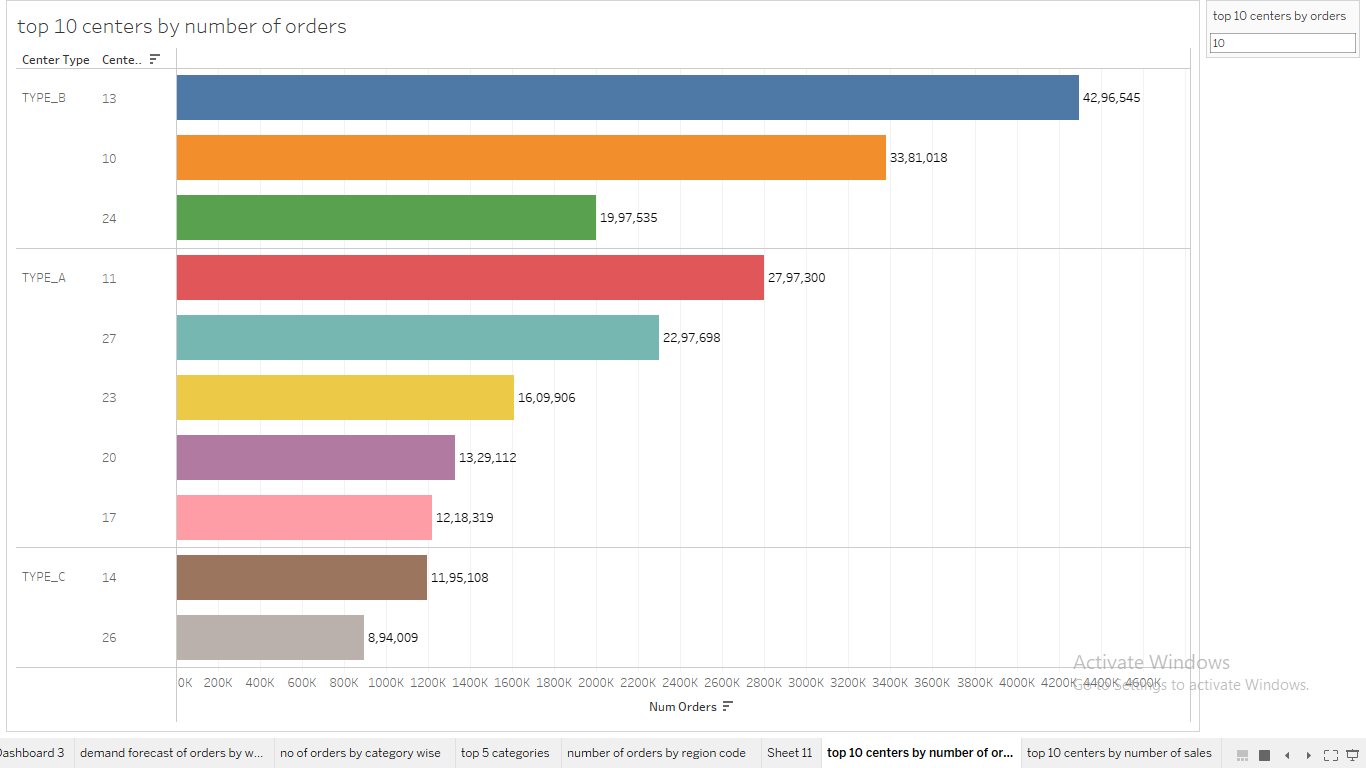 top 10 centers by number of orders
top 10 centers by orders
10
Center Type Cente..
TYPE_B 13 42,96,545
10 33,81,018
24 19,97,535
TYPE_A 11 27,97,300
27 22,97,698
23 16,09,906
20 13,29,112
17 12,18,319
TYPE_C 14 11,95,108
26 8,94,009
0K 200K 400K 600K 800K 1000K 1200K 1400K 1600K 1800K 2000K 2200K 2400K 2600K 2800K 3000K 3200K 3400K 3600K 3800K 4000K 4200K 4400K 4600K
Num Orders
Activate Windows
Go to Settings to activate Windows.
Dashboard 3 demand forecast of orders by w... no of orders by category wise top 5 categories number of orders by region code Sheet 11 top 10 centers by number of or... top 10 centers by number of sales